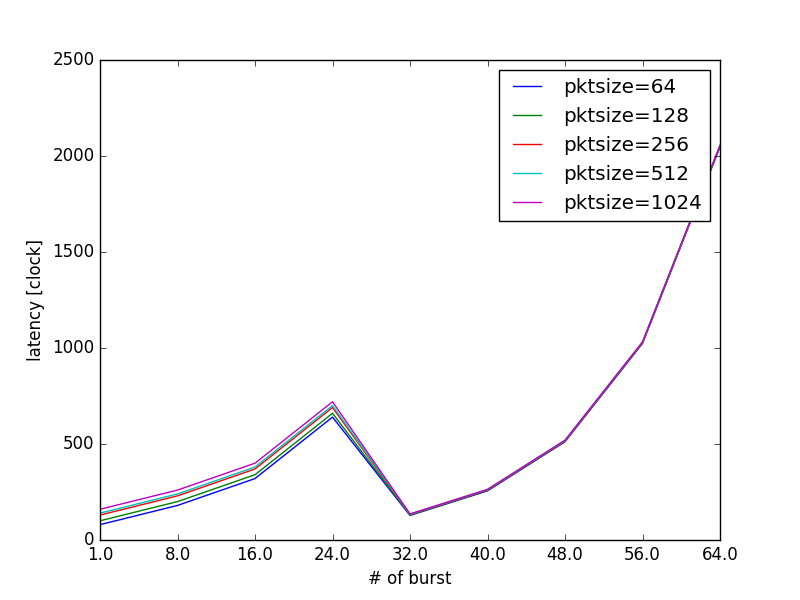 2500
2000
1500
1000
500
0
latency [clock]
pktsize=64
pktsize=128
pktsize=256
pktsize=512
pktsize=1024
1.0 8.0 16.0 24.0 32.0 40.0 48.0 56.0 64.0
# of burst